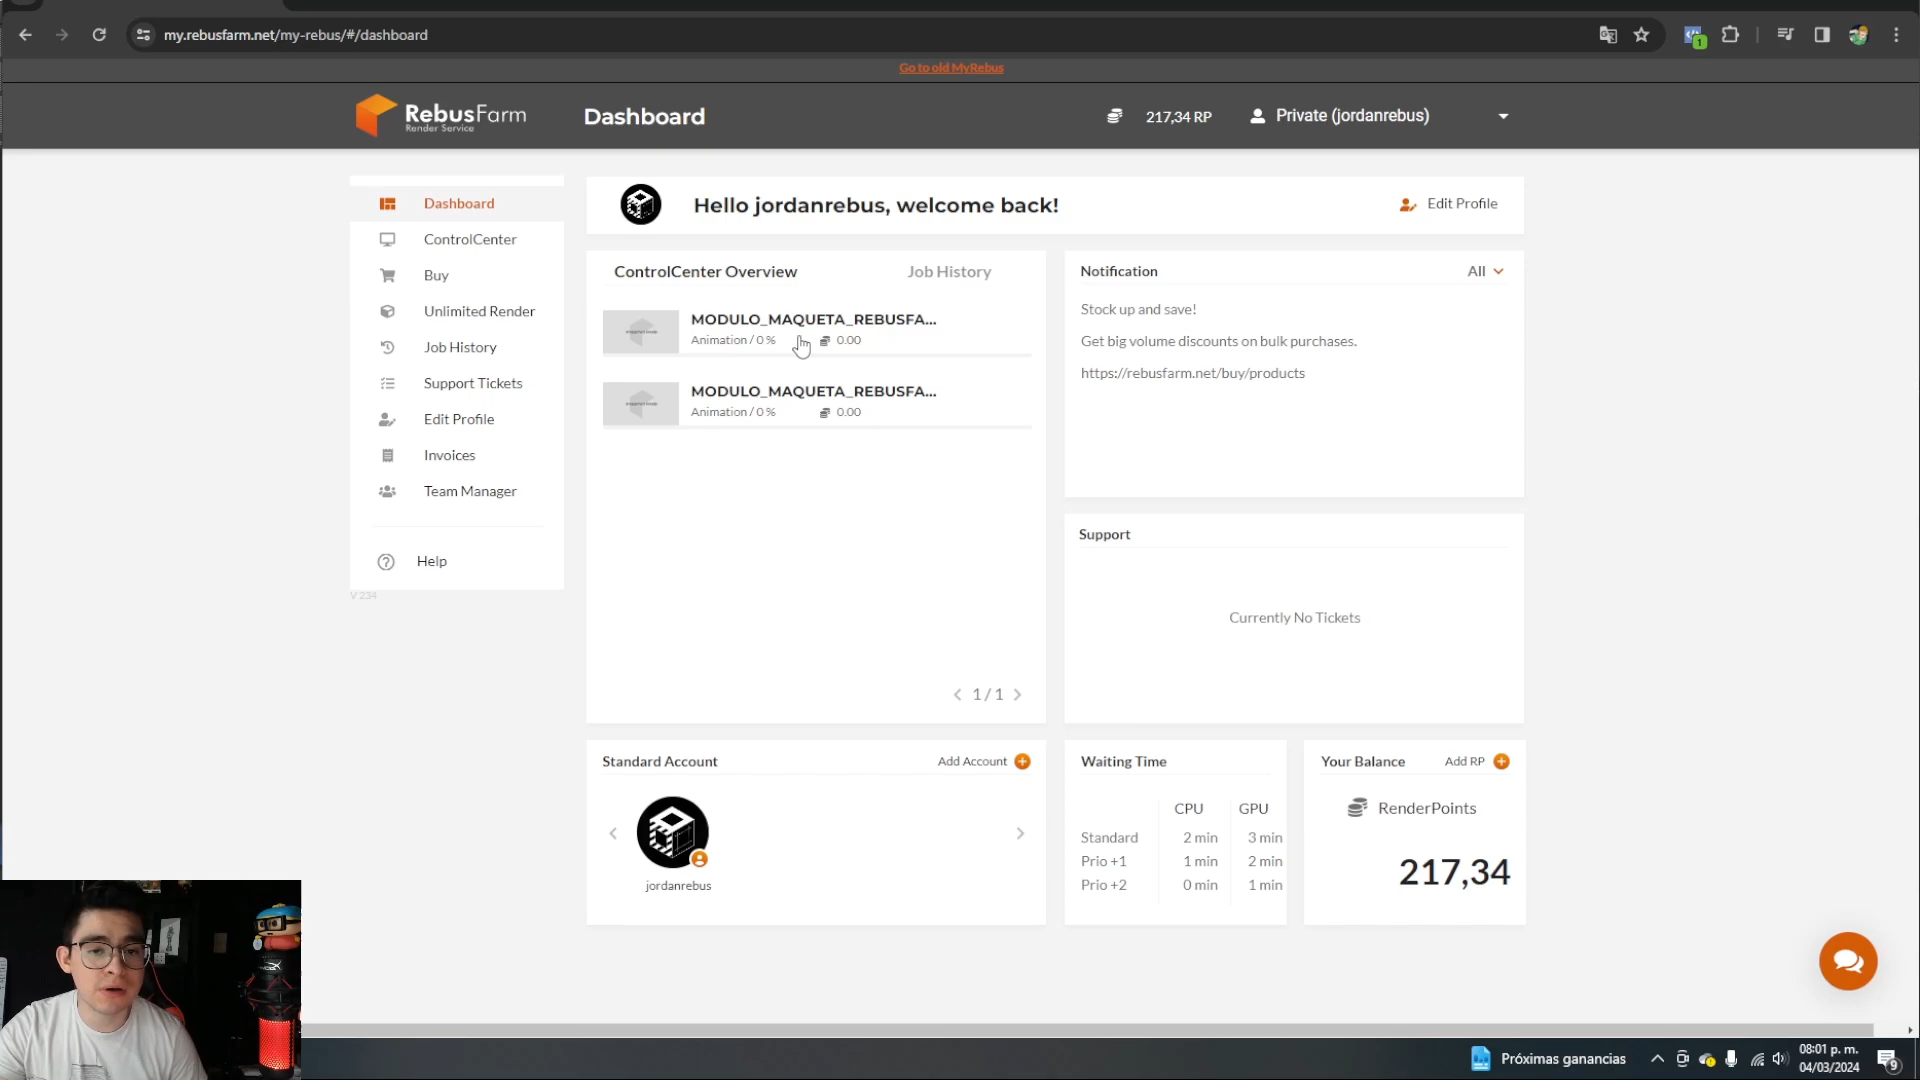 my.rebusfarm.net/my-rebus/#/dashboard
1
Go to old MyRebus
RebusFarm
Render Service
Dashboard
217,34 RP
Private (jordanrebus)
Dashboard
ControlCenter
Buy
Unlimited Render
Job History
Support Tickets
Edit Profile
Invoices
Team Manager
Help
V 234
Hello jordanrebus, welcome back!
Edit Profile
ControlCenter Overview
Job History
MODULO_MAQUETA_REBUSFA...
Animation / 0 %
0.00
MODULO_MAQUETA_REBUSFA...
Animation / 0 %
0.00
< 1 / 1 >
Notification
All
Stock up and save!
Get big volume discounts on bulk purchases.
https://rebusfarm.net/buy/products
Support
Currently No Tickets
Standard Account
Add Account
jordanrebus
Waiting Time
CPU GPU
Standard 2 min 3 min
Prio +1 1 min 2 min
Prio +2 0 min 1 min
Your Balance
Add RP
RenderPoints
217,34
Próximas ganancias
08:01 p. m.
04/03/2024
9